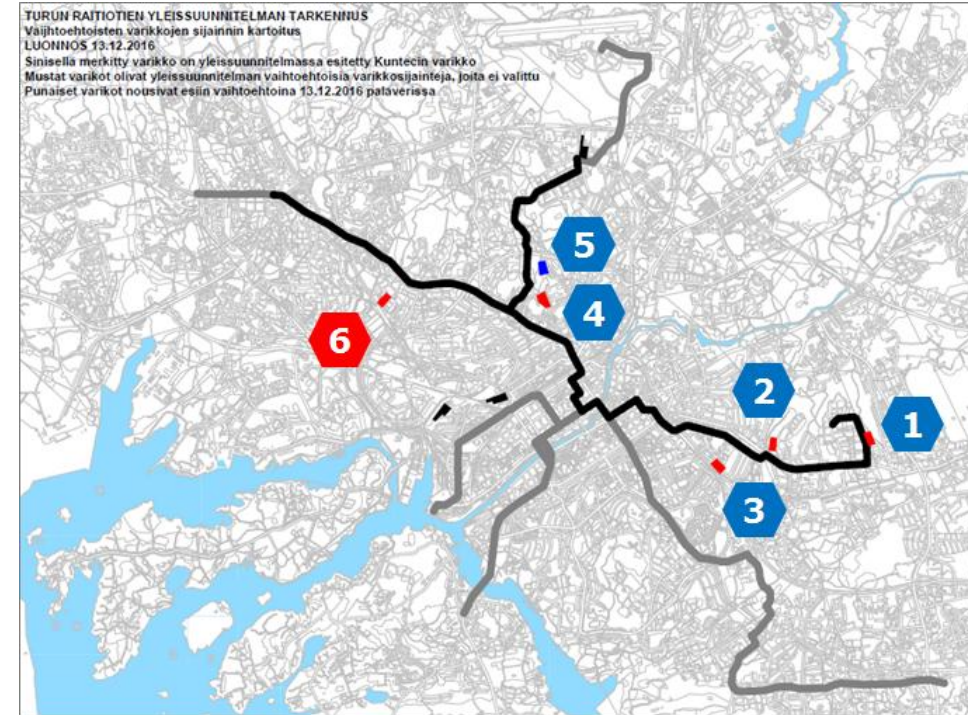 TURUN RAITIOTIEN YLEISSUUNNITELMAN TARKENNUS
Vaijhtoehtoisten varikkojen sijainnin kartoitus
LUONNOS 13.12.2016
Sinisellä merkitty varikko on yleissuunnitelmassa esitetty Kuntecin varikko
Mustat varikot olivat yleissuunnitelman vaihtoehtoisia varikkosijainteja, joita ei valittu
Punaiset varikot nousivat esiin vaihtoehtoina 13.12.2016 palaverissa
5
4
6
2
1
3